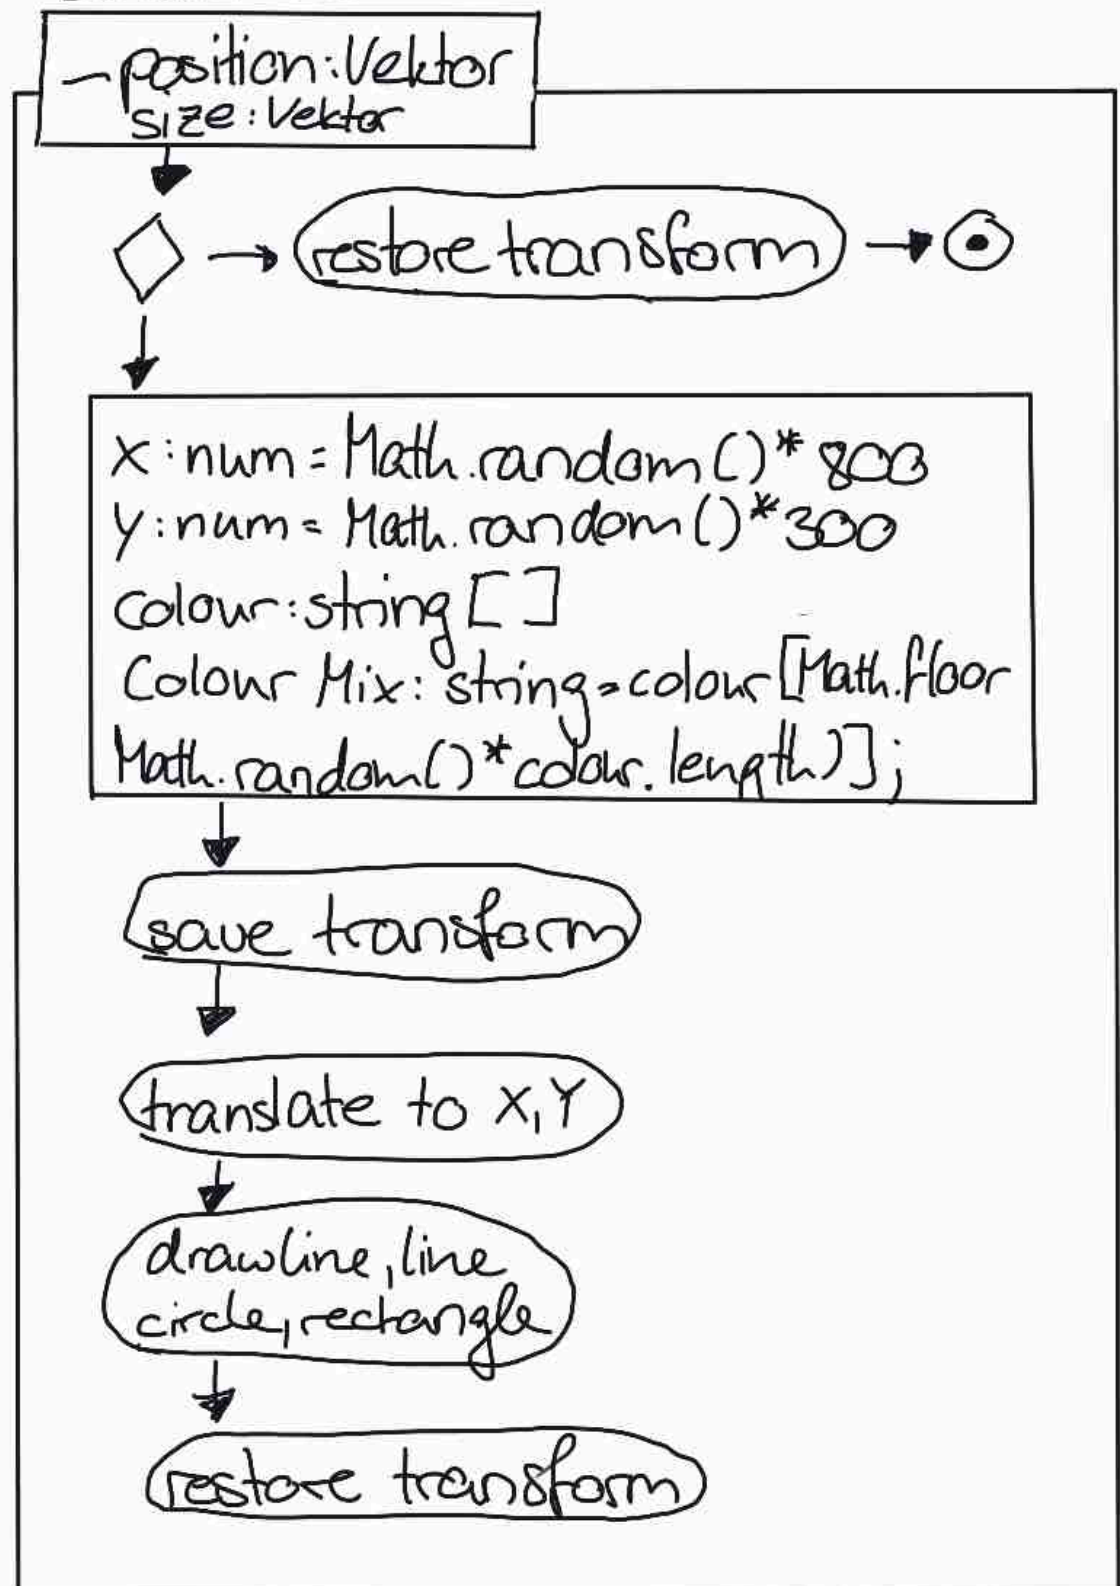 – position: Vektor
size: Vektor
restore transform
X: num = Math.random()* 800
Y: num = Math.random()* 300
colour: string []
Colour Mix: string = colour [Math.floor
Math.random()* colour.length)];
save transform
translate to X,Y
drawline, line
circle, rectangle
restore transform